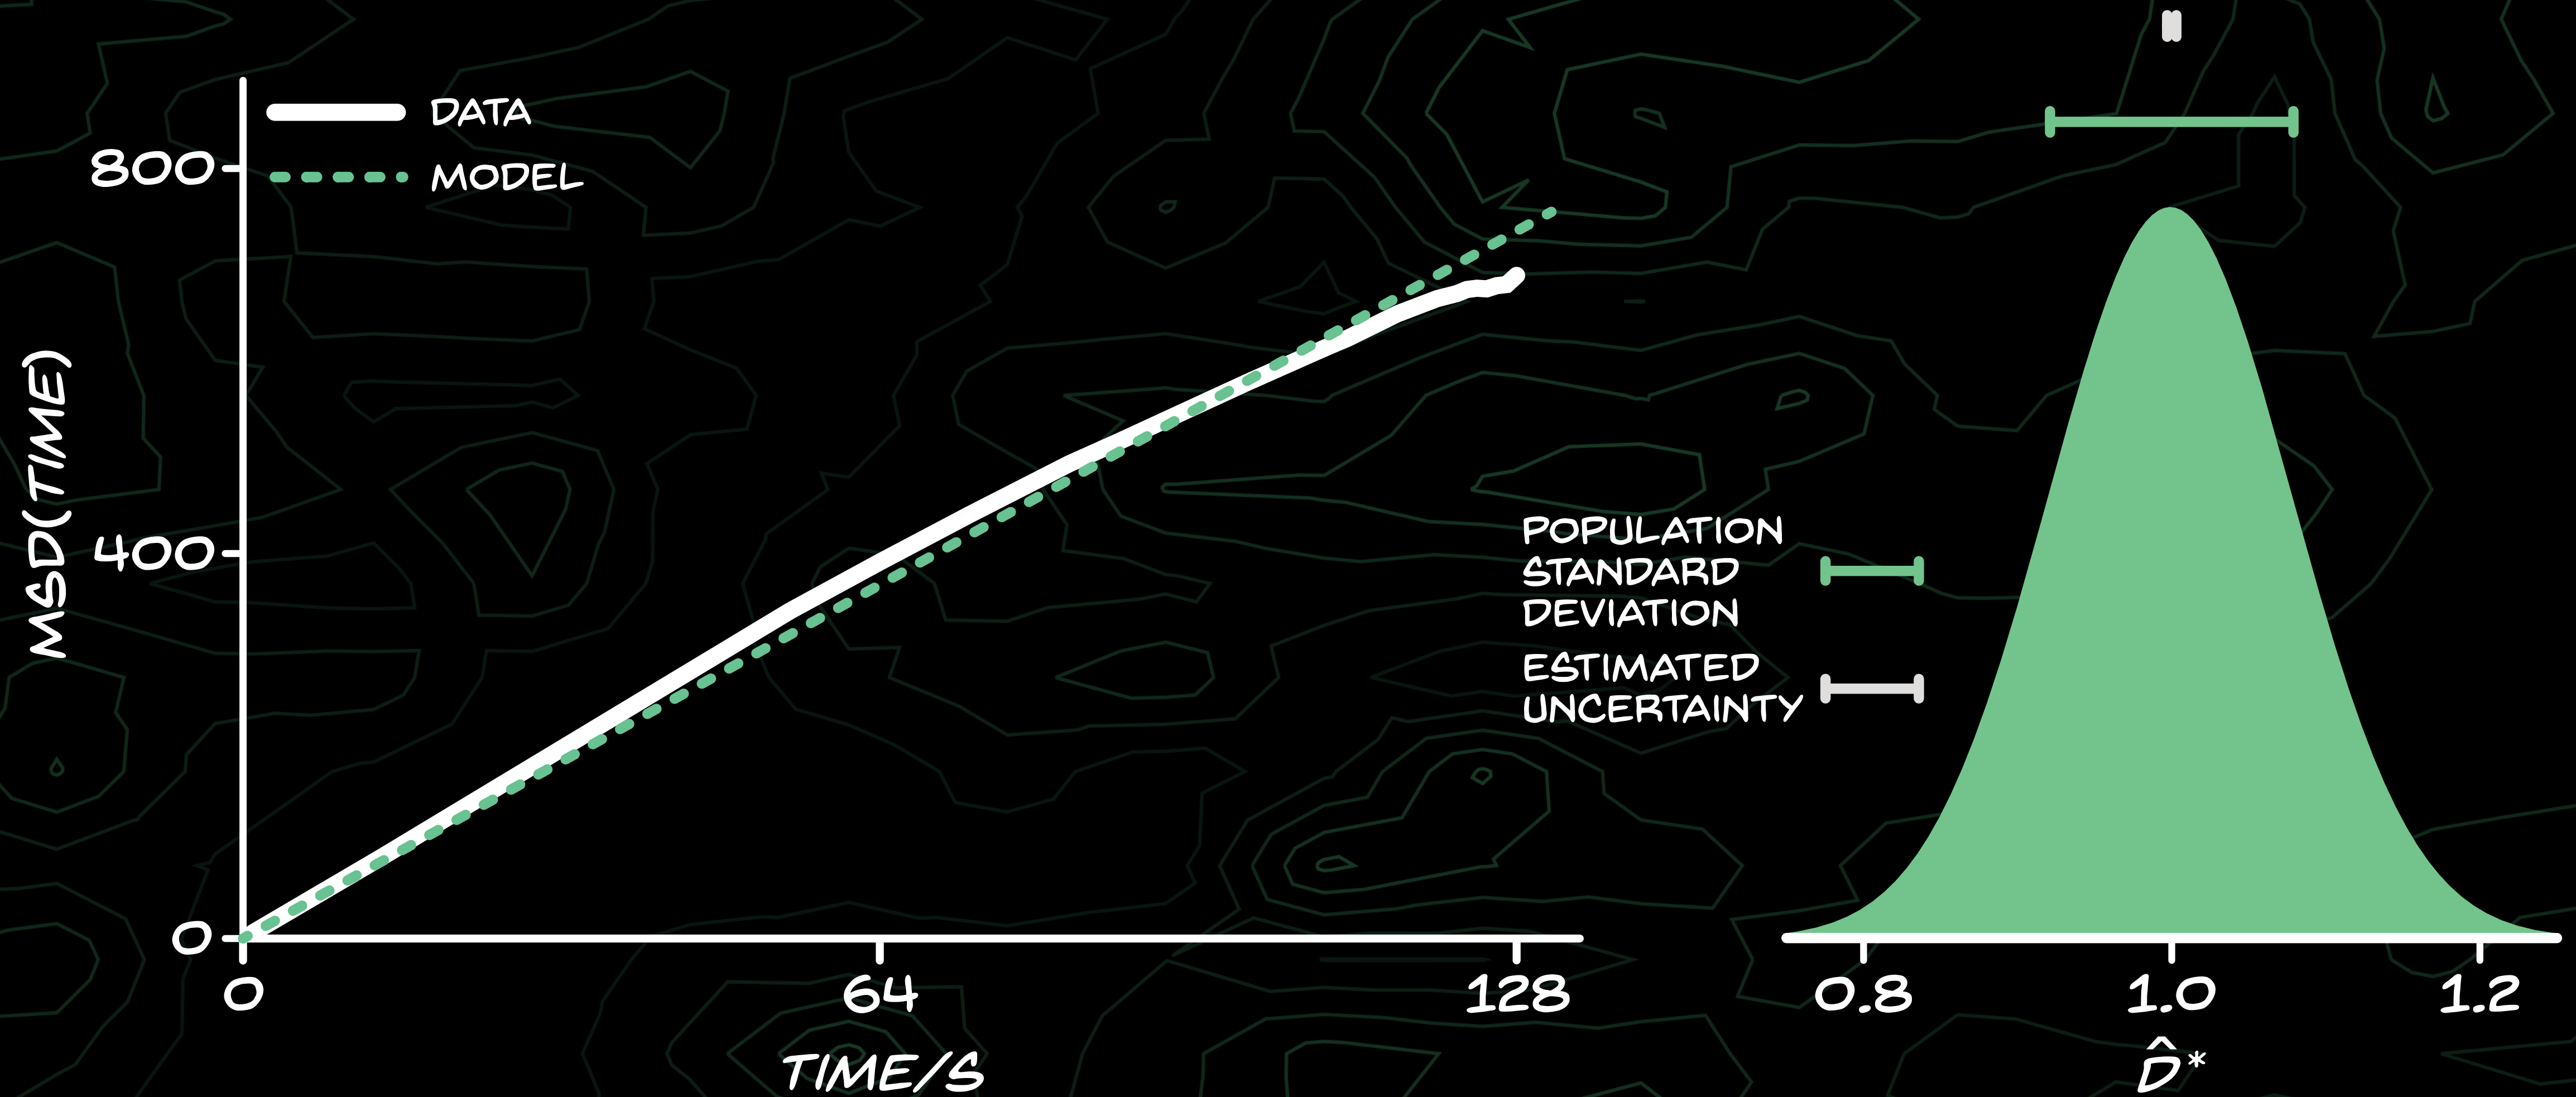 DATA
MODEL
800
400
0
MSD(TIME)
0 64 128
TIME/S
POPULATION
STANDARD
DEVIATION
ESTIMATED
UNCERTAINTY
0.8 1.0 1.2
D̂*